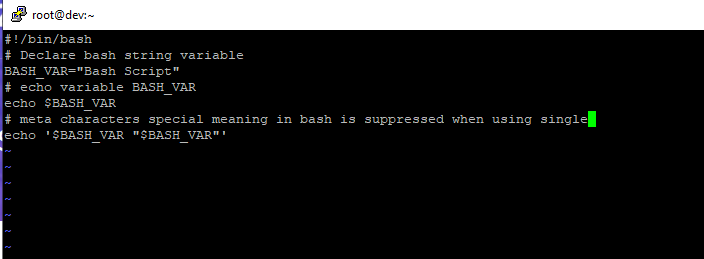 root@dev:~
#!/bin/bash
# Declare bash string variable
BASH_VAR="Bash Script"
# echo variable BASH_VAR
echo $BASH_VAR
# meta characters special meaning in bash is suppressed when using single
echo '$BASH_VAR "$BASH_VAR"'
~
~
~
~
~
~
~